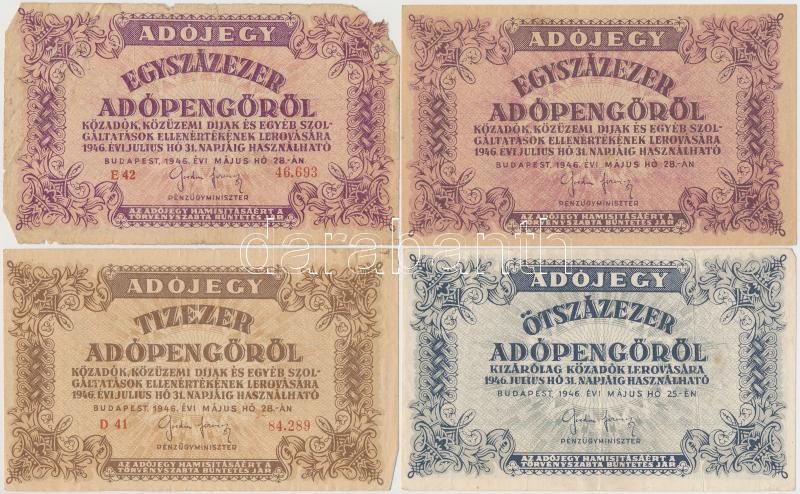 ADÓJEGY
EGYSZÁZEZER
ADÓPENGŐRŐL
KÖZADÓK, KÖZÜZEMI DIJAK ÉS EGYÉB SZOL-
GÁLTATÁSOK ELLENÉRTÉKÉNEK LEROVÁSÁRA
1946. ÉVI JULIUS HÓ 31. NAPJÁIG HASZNÁLHATÓ
BUDAPEST, 1946. ÉVI MÁJUS HÓ 28.-ÁN
E 42 46.693
PÉNZÜGYMINISZTER
AZ ADÓJEGY HAMISITÁSÁÉRT A
TÖRVÉNYSZABTA BÜNTETÉS JÁR
ADÓJEGY
EGYSZÁZEZER
ADÓPENGŐRŐL
KÖZADÓK, KÖZÜZEMI DIJAK ÉS EGYÉB SZOL-
GÁLTATÁSOK ELLENÉRTÉKÉNEK LEROVÁSÁRA
1946. ÉVI JULIUS HÓ 31. NAPJÁIG HASZNÁLHATÓ
BUDAPEST, 1946. ÉVI MÁJUS HÓ 28.-ÁN
PÉNZÜGYMINISZTER
AZ ADÓJEGY HAMISITÁSÁÉRT A
TÖRVÉNYSZABTA BÜNTETÉS JÁR
darabanth
ADÓJEGY
TIZEZER
ADÓPENGŐRŐL
KÖZADÓK, KÖZÜZEMI DIJAK ÉS EGYÉB SZOL-
GÁLTATÁSOK ELLENÉRTÉKÉNEK LEROVÁSÁRA
1946. ÉVI JULIUS HÓ 31. NAPJÁIG HASZNÁLHATÓ
BUDAPEST, 1946. ÉVI MÁJUS HÓ 28.-ÁN
D 41 84.289
PÉNZÜGYMINISZTER
AZ ADÓJEGY HAMISITÁSÁÉRT A
TÖRVÉNYSZABTA BÜNTETÉS JÁR
ADÓJEGY
ÖTSZÁZEZER
ADÓPENGŐRŐL
KIZÁRÓLAG KÖZADÓK LEROVÁSÁRA
1946. JULIUS HÓ 31. NAPJÁIG HASZNÁLHATÓ
BUDAPEST, 1946. ÉVI MÁJUS HÓ 25-ÉN
PÉNZÜGYMINISZTER
AZ ADÓJEGY HAMISITÁSÁÉRT A
TÖRVÉNYSZABTA BÜNTETÉS JÁR